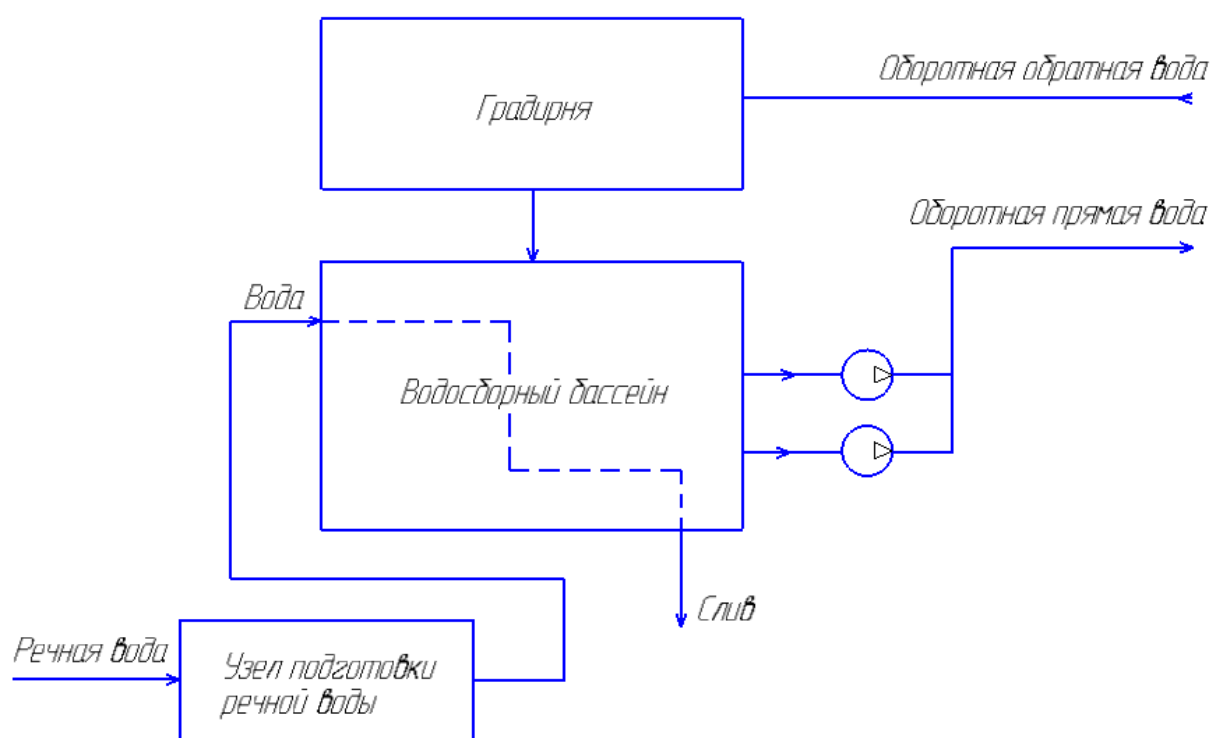 Оборотная обратная вода
Градирня
Оборотная прямая вода
Вода
Водосборный бассейн
Слив
Речная вода
Узел подготовки
речной воды